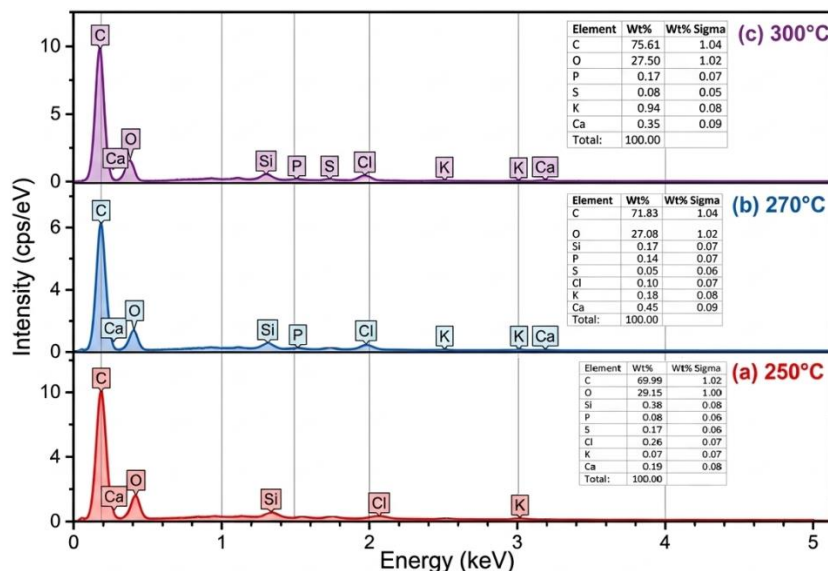 (c) 300°C
Element Wt% Wt% Sigma
C 75.61 1.04
O 27.50 1.02
P 0.17 0.07
S 0.08 0.05
K 0.94 0.08
Ca 0.35 0.09
Total: 100.00
10
5
0
C
Ca
O
Si
P
S
Cl
K
K
Ca
(b) 270°C
Element Wt% Wt% Sigma
C 71.83 1.04
O 27.08 1.02
Si 0.17 0.07
P 0.14 0.07
S 0.05 0.06
Cl 0.10 0.07
K 0.18 0.08
Ca 0.45 0.09
Total: 100.00
6
4
2
0
C
Ca
O
Si
P
Cl
K
K
Ca
(a) 250°C
Element Wt% Wt% Sigma
C 69.99 1.02
O 29.15 1.00
Si 0.38 0.08
P 0.08 0.06
S 0.17 0.06
Cl 0.26 0.07
K 0.07 0.07
Ca 0.19 0.08
Total: 100.00
10
4
0
C
Ca
O
Si
Cl
K
Intensity (cps/eV)
0 1 2 3 4 5
Energy (keV)